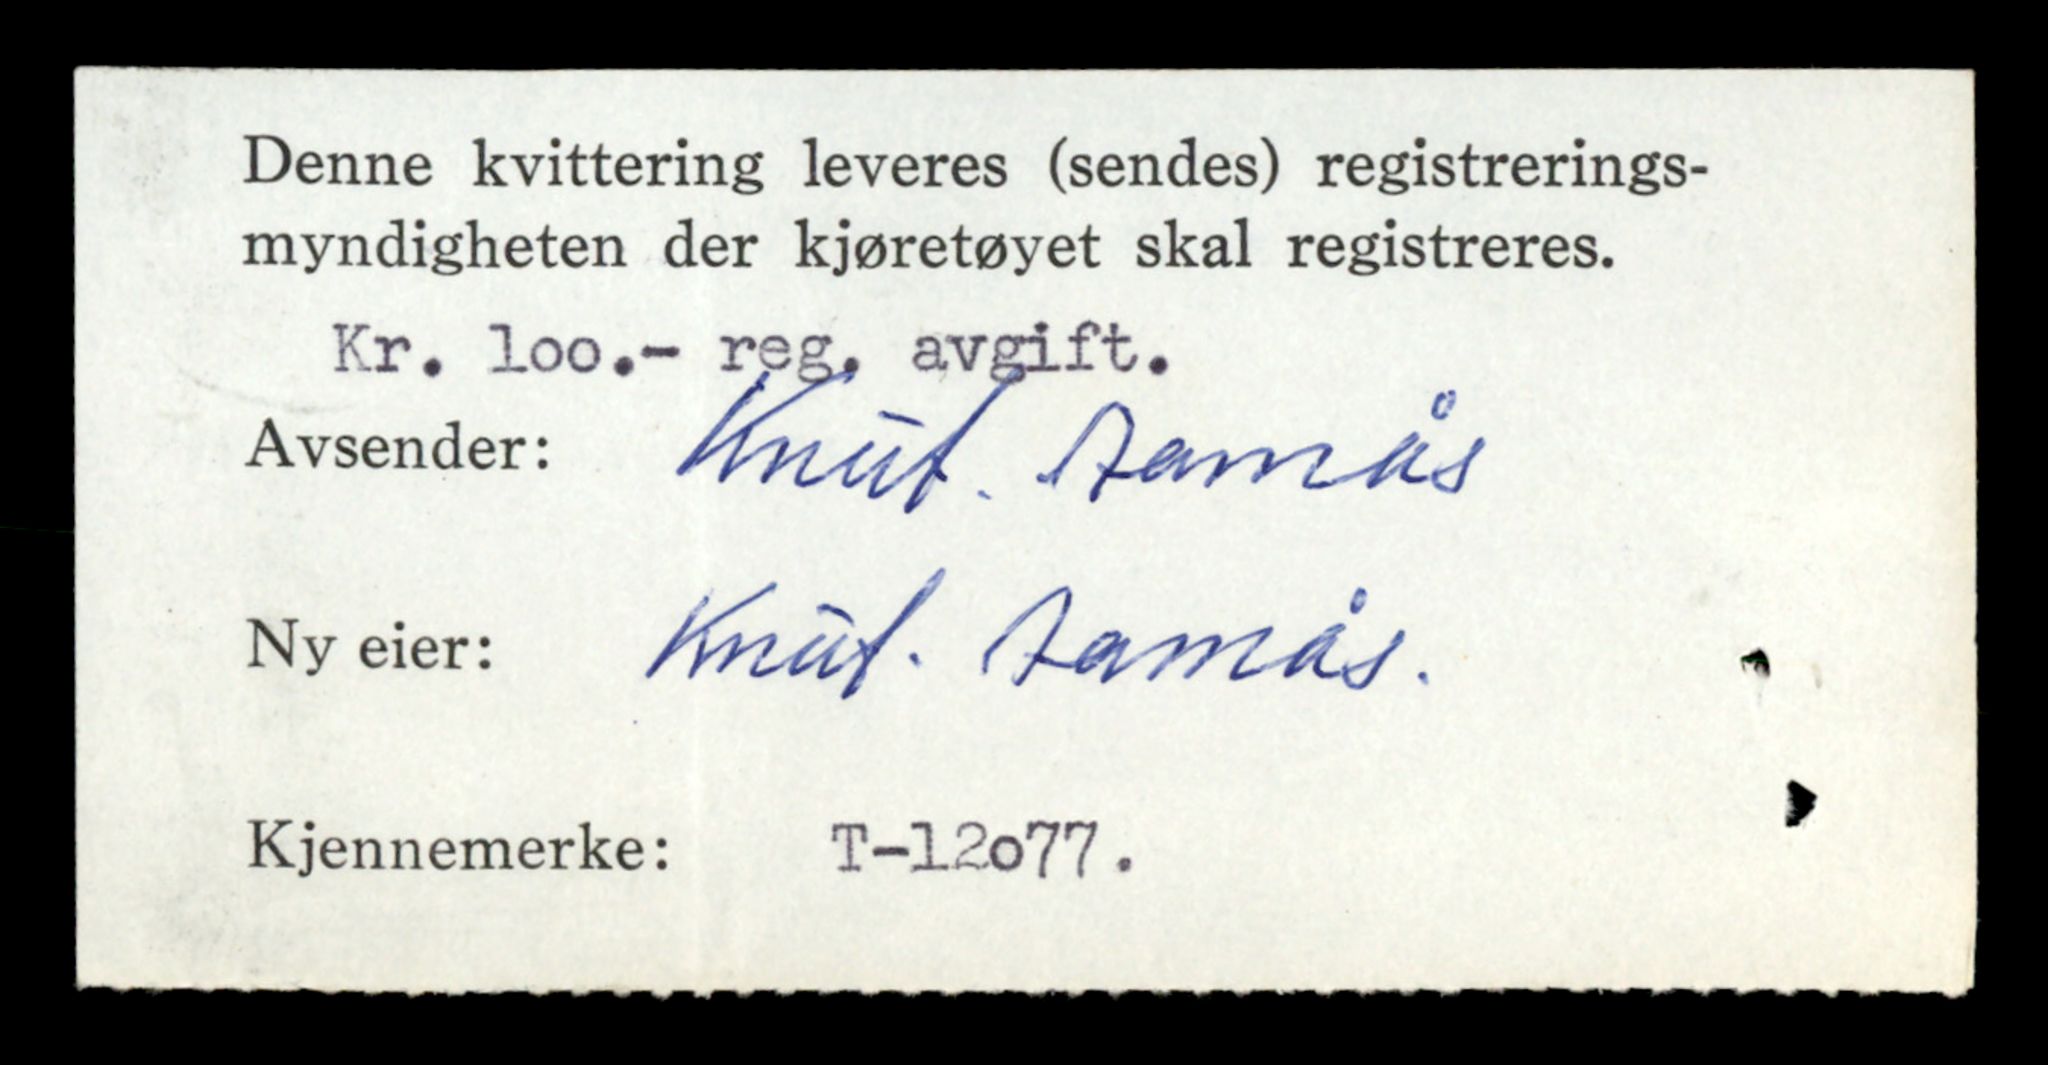 Denne kvittering leveres (sendes) registrerings-
myndigheten der kjøretøyet skal registreres.
Kr. loo.- reg. avgift.
Avsender: Knut. Aamås
Ny eier: Knut. Aamås.
Kjennemerke: T-12o77.